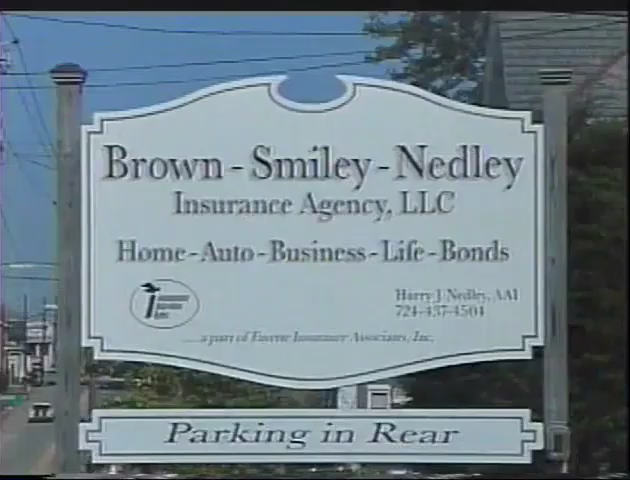 Brown - Smiley - Nedley
Insurance Agency, LLC
Home - Auto - Business - Life - Bonds
Harry J Nedley, AAI
724-437-4504
.....a part of Insurance Associates, Inc.
Parking in Rear